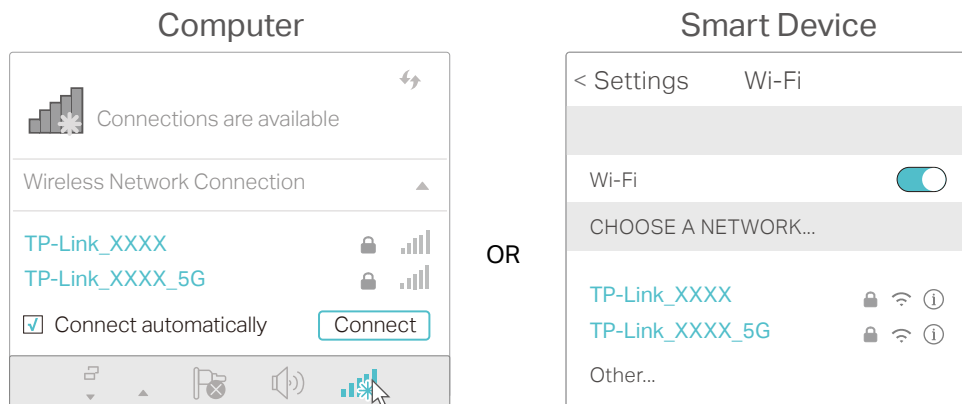 Computer
Connections are available
Wireless Network Connection
TP-Link_XXXX
TP-Link_XXXX_5G
Connect automatically Connect
OR
Smart Device
< Settings Wi-Fi
Wi-Fi
CHOOSE A NETWORK...
TP-Link_XXXX
TP-Link_XXXX_5G
Other...